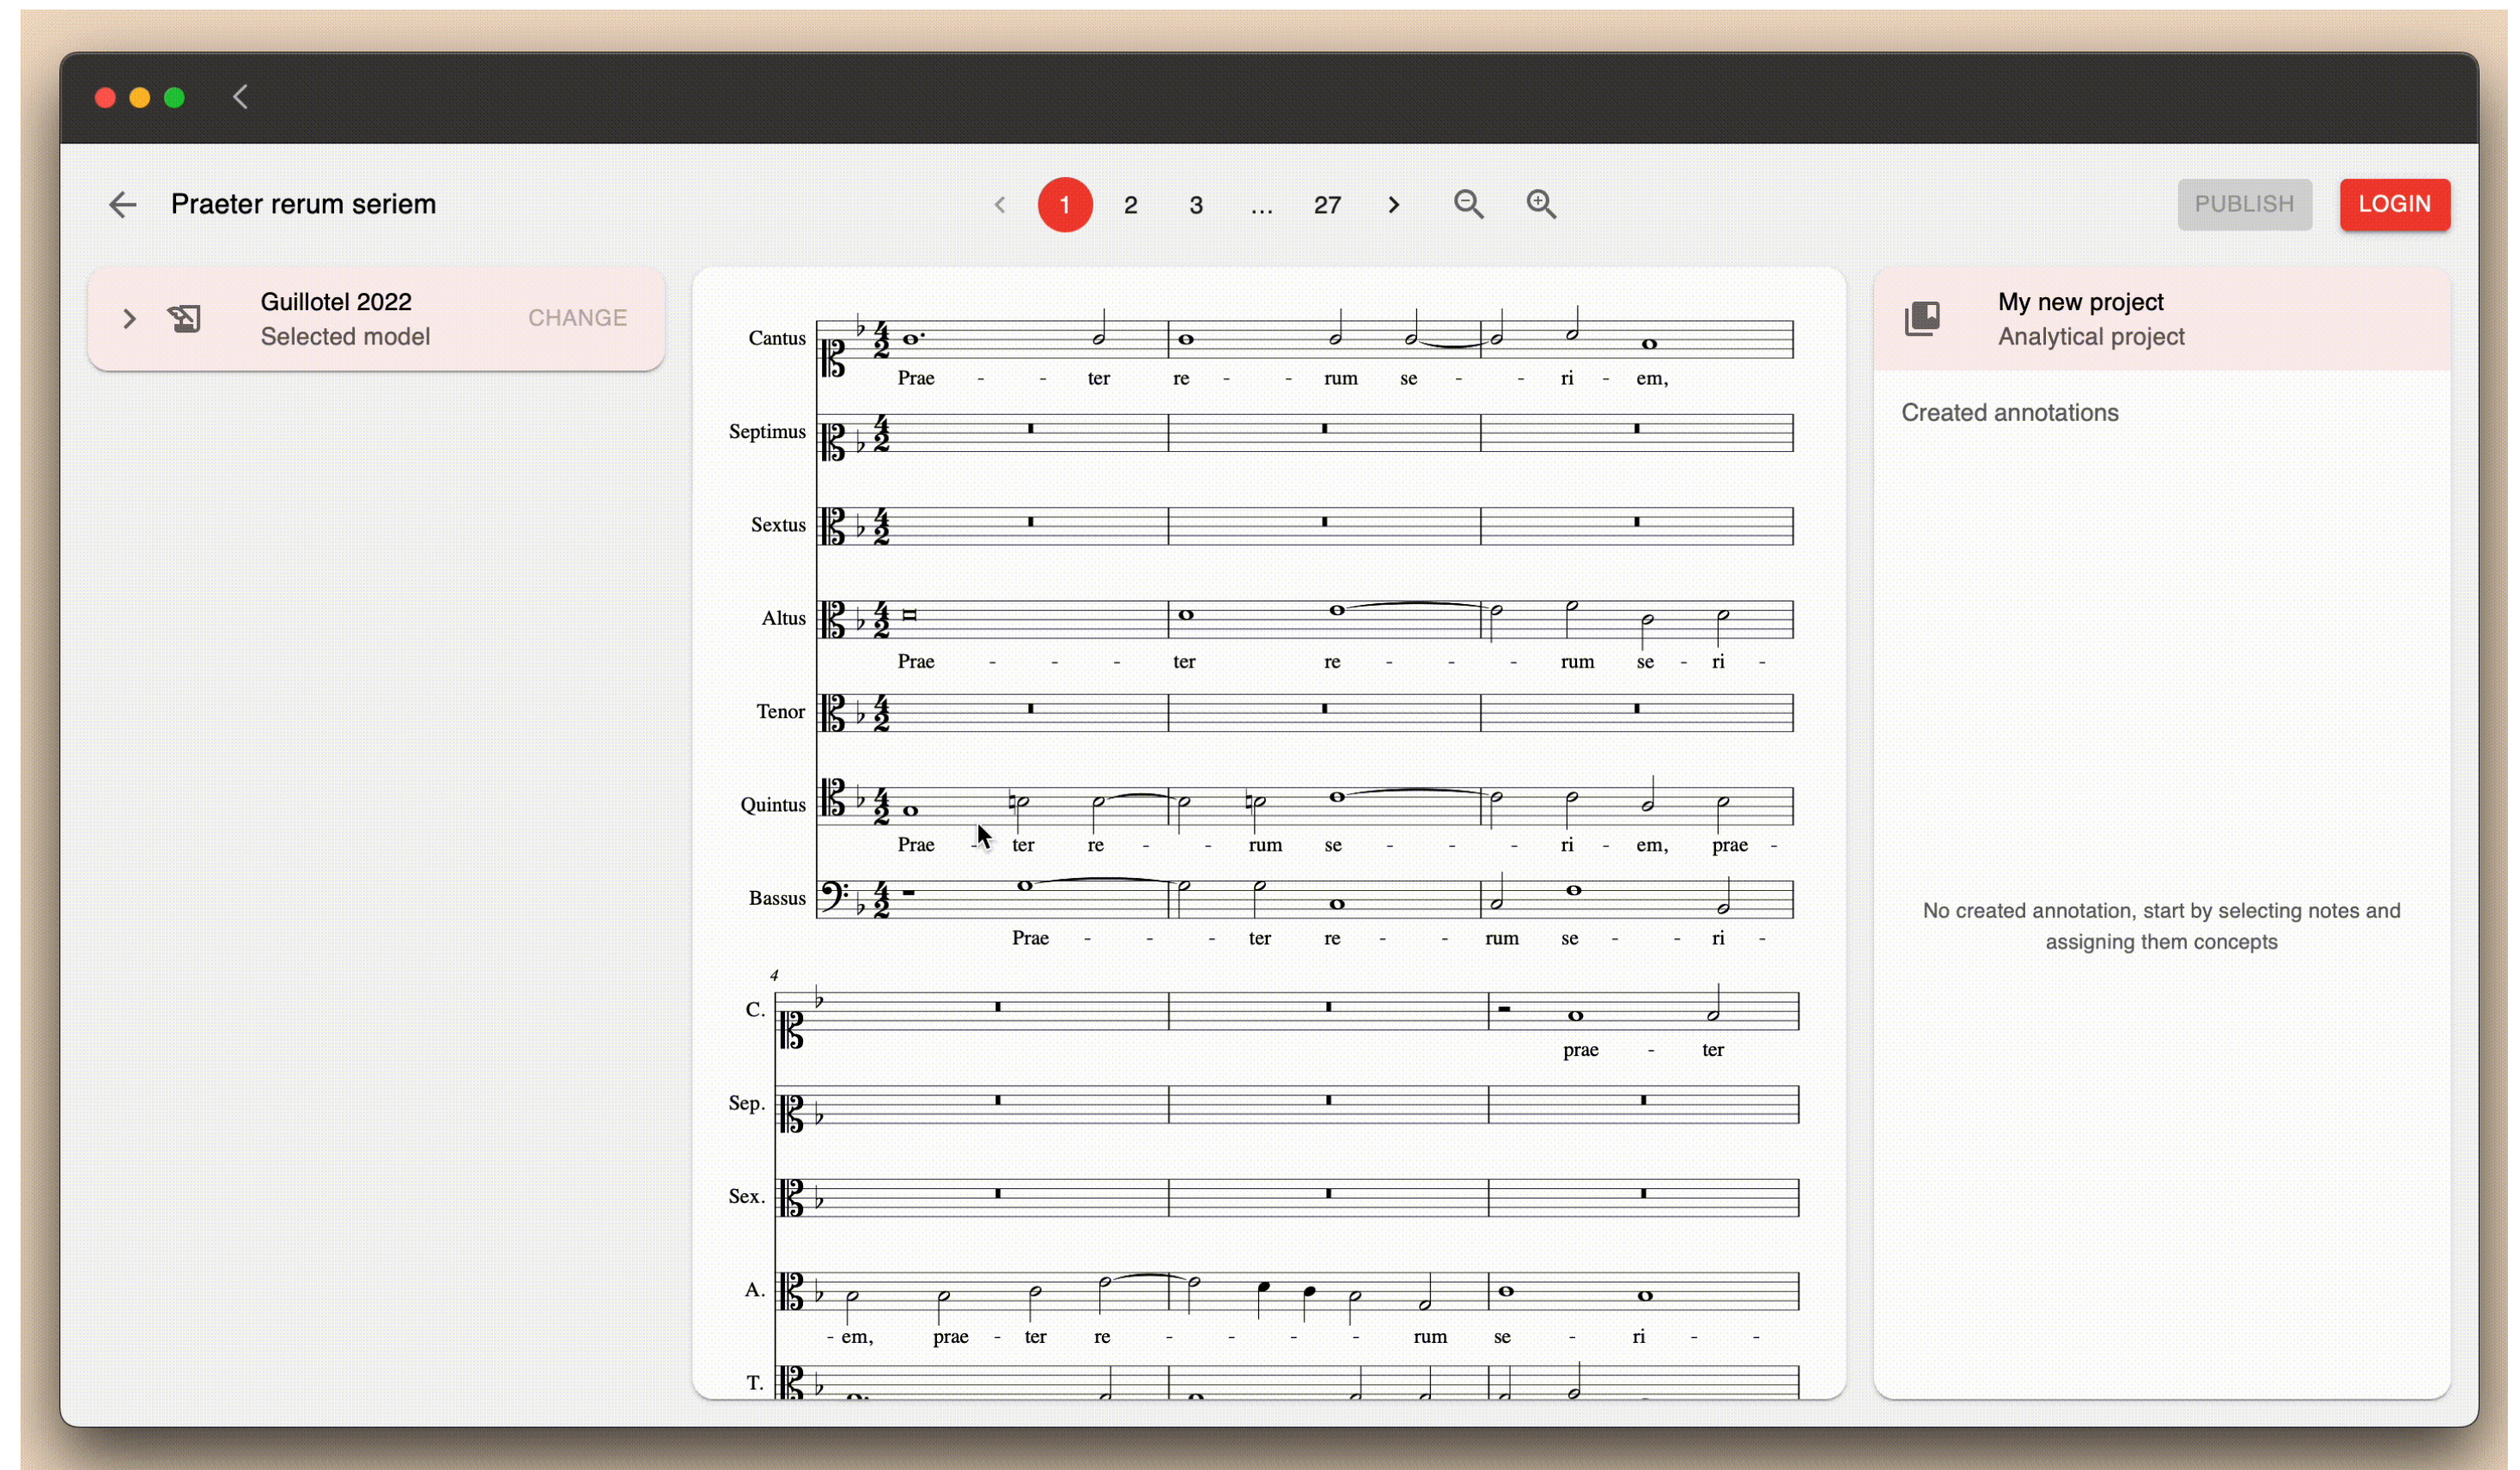 Praeter rerum seriem
1 2 3 ... 27
PUBLISH
LOGIN
Guillotel 2022
Selected model
CHANGE
Cantus
Prae - - ter re - - rum se - - ri - em,
Septimus
Sextus
Altus
Prae - - - ter re - - - rum se - ri -
Tenor
Quintus
Prae - ter re - - rum se - - - ri - em, prae -
Bassus
Prae - - - ter re - - rum se - - ri -
4
C.
prae - ter
Sep.
Sex.
A.
- em, prae - ter re - - - - rum se - ri - -
T.
My new project
Analytical project
Created annotations
No created annotation, start by selecting notes and
assigning them concepts